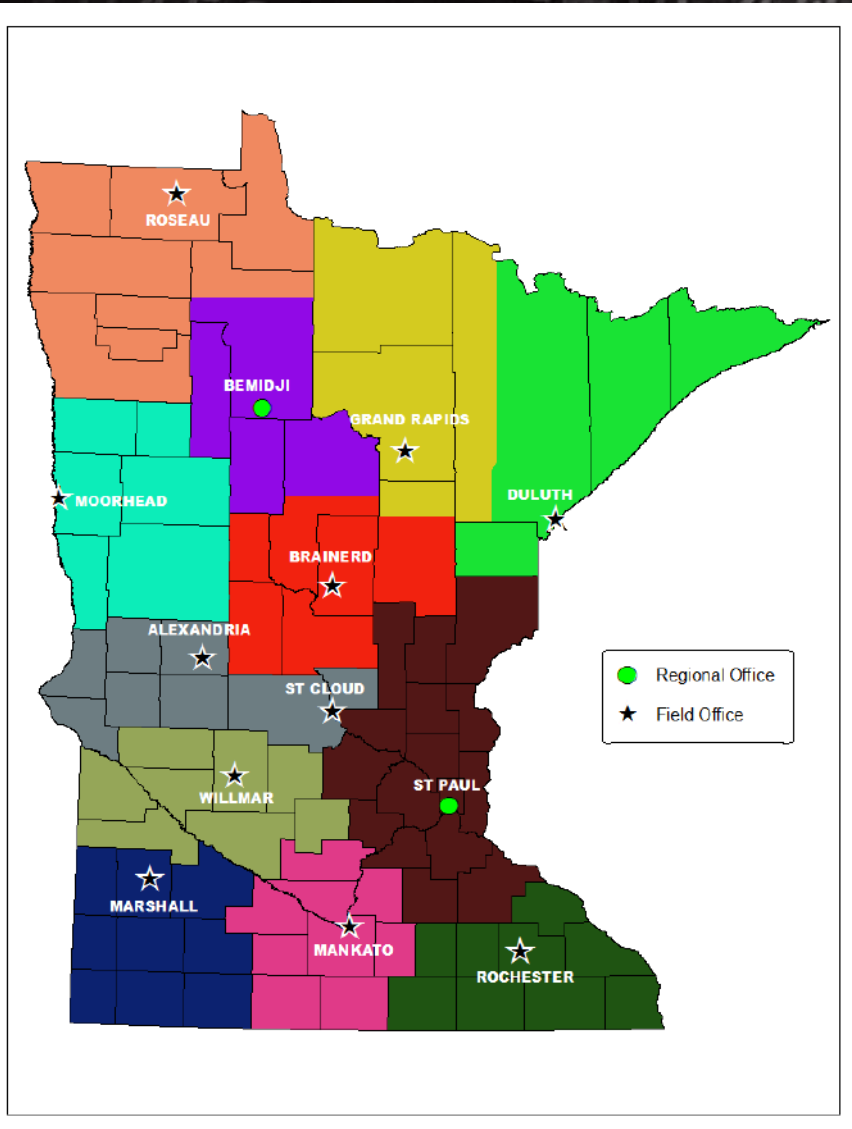 ROSEAU
BEMIDJI
GRAND RAPIDS
DULUTH
MOORHEAD
BRAINERD
ALEXANDRIA
ST CLOUD
Regional Office
Field Office
ST PAUL
WILLMAR
MARSHALL
MANKATO
ROCHESTER